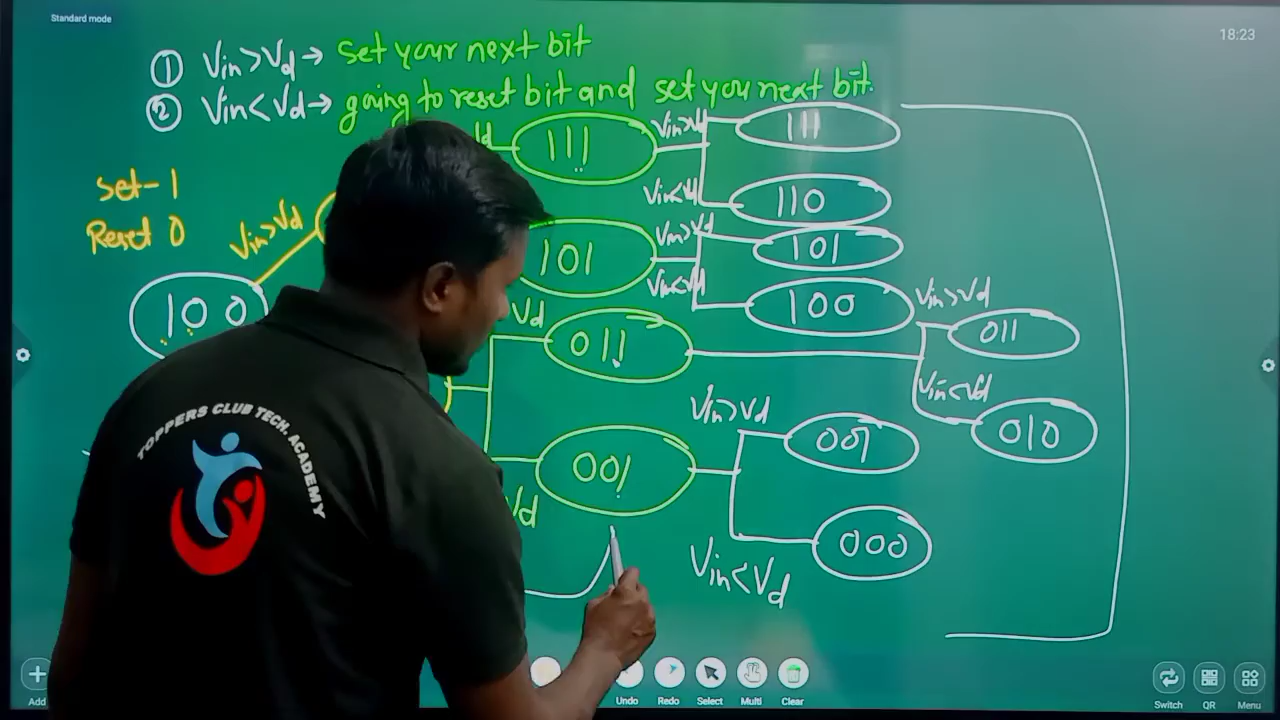 Standard mode
18:23
① Vin>Vd→ set your next bit
② Vin<Vd→ going to reset bit and set you next bit.
Set-1
Reset 0
Vin>Vd
100
Vd
111
Vin>Vd
111
Vin<Vd
110
101
Vin>Vd
101
Vin<Vd
100
Vd
011
Vin>Vd
011
Vin<Vd
010
Vd
001
Vin>Vd
001
Vin<Vd
000
TOPPERS CLUB TECH. ACADEMY
Add
Undo
Redo
Select
Multi
Clear
Switch
QR
Menu